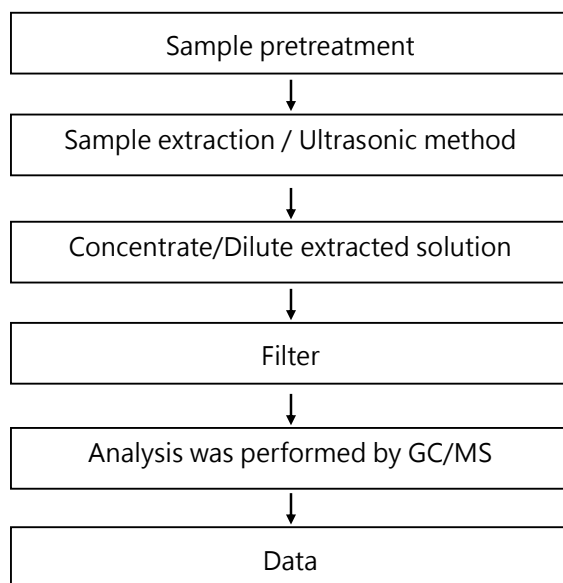 Sample pretreatment
Sample extraction / Ultrasonic method
Concentrate/Dilute extracted solution
Filter
Analysis was performed by GC/MS
Data